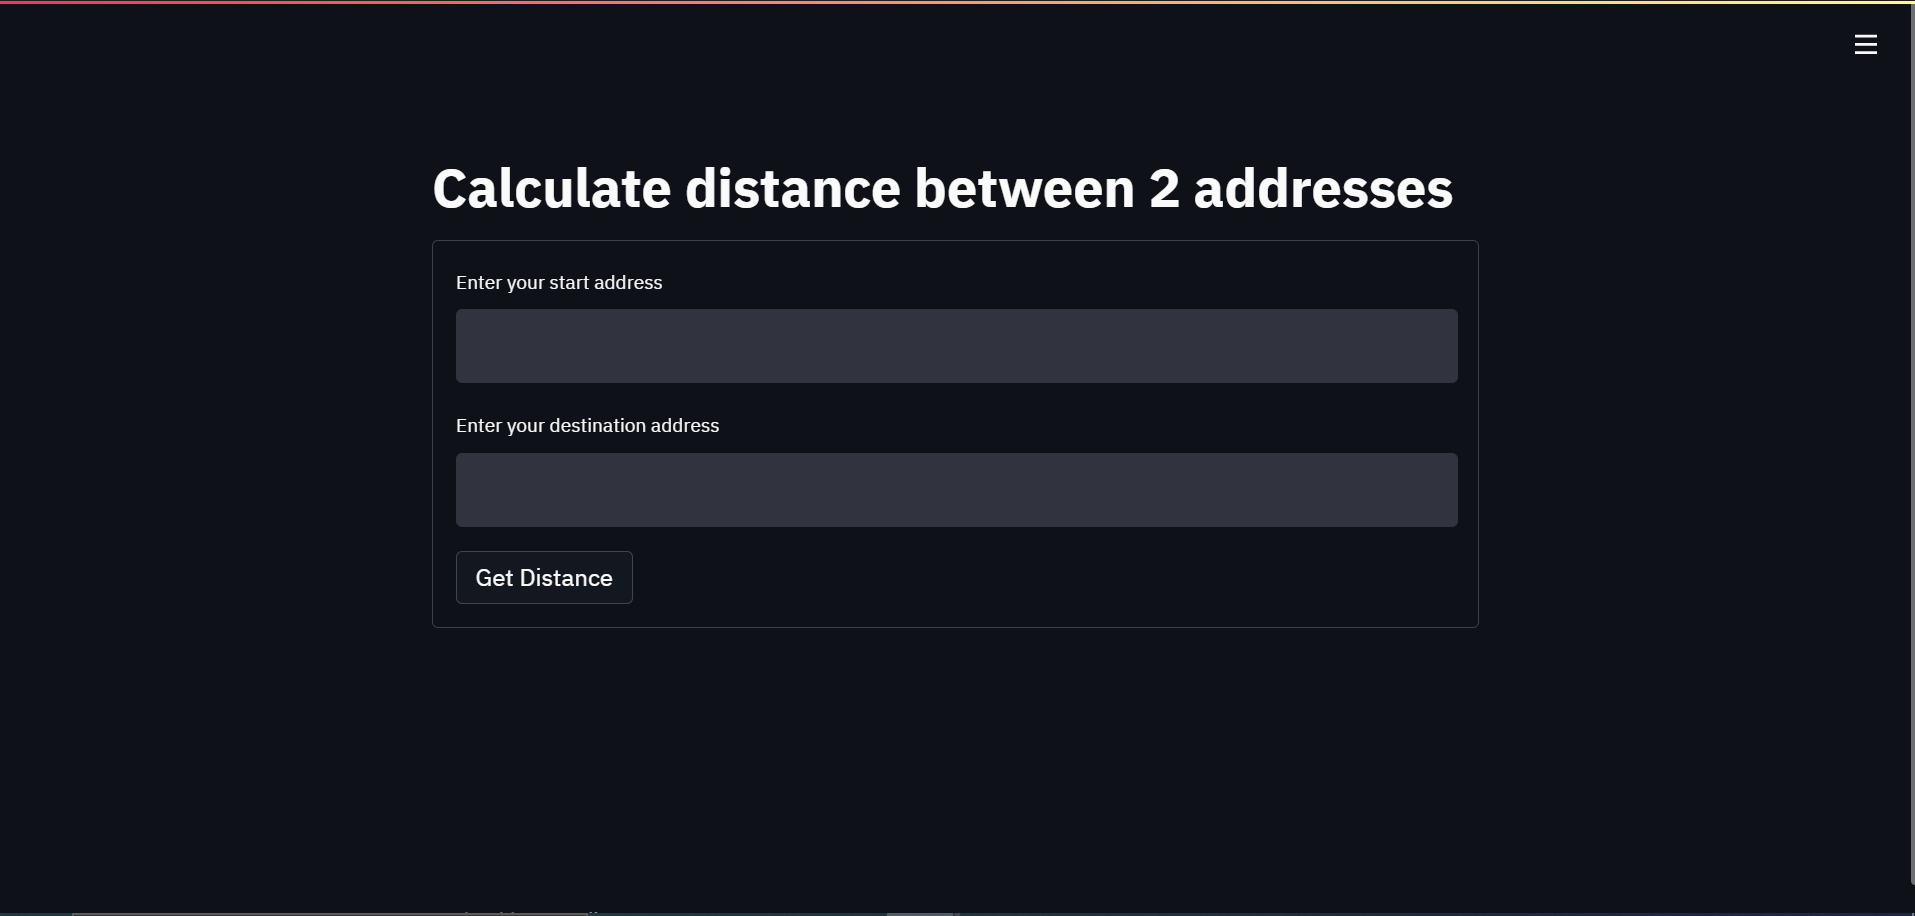 Calculate distance between 2 addresses
Enter your start address
Enter your destination address
Get Distance